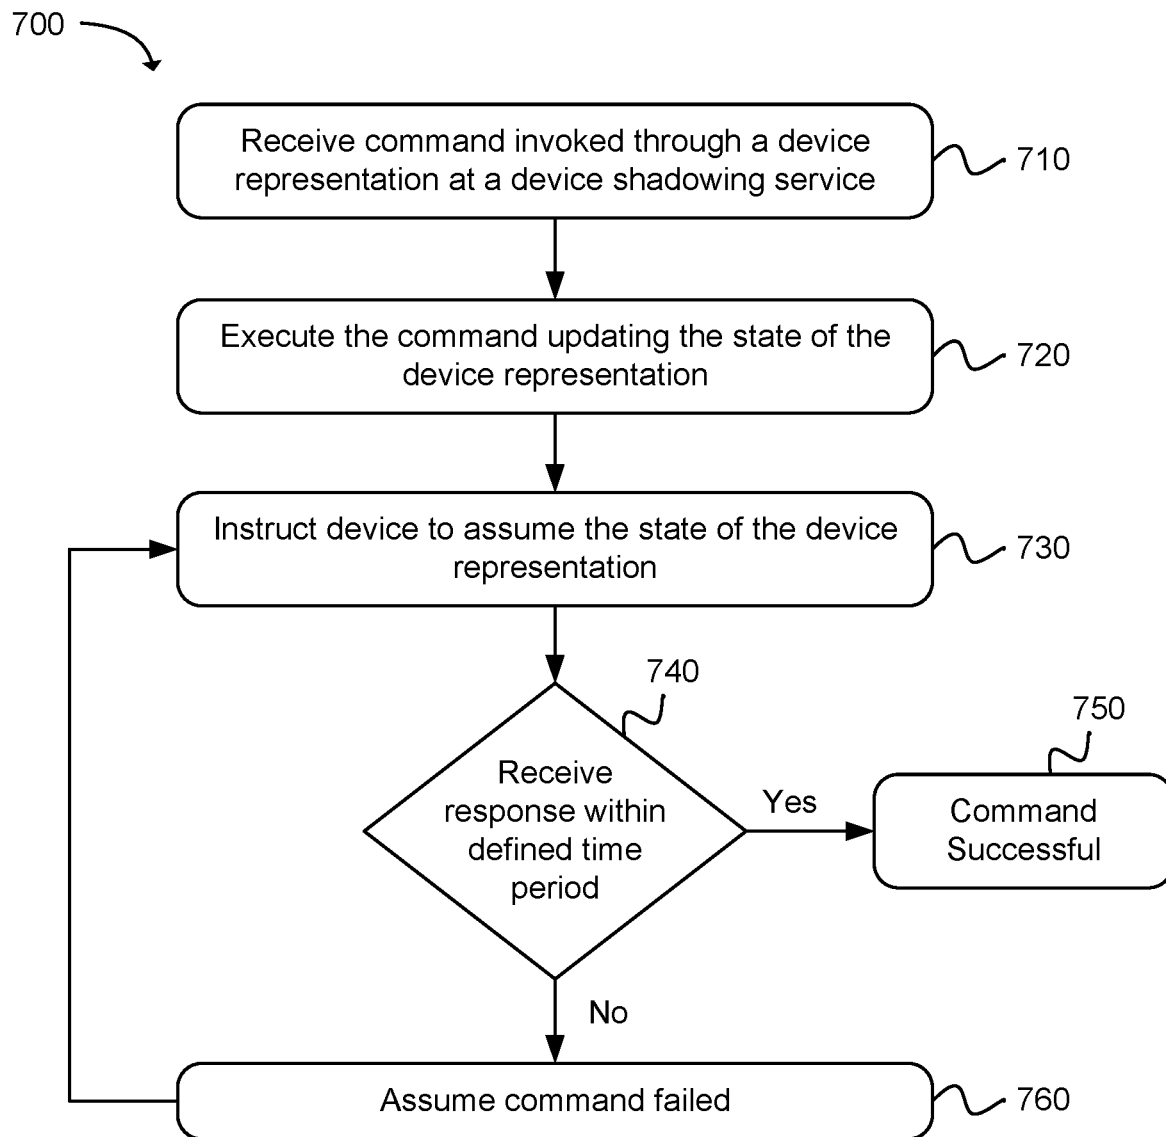 700
Receive command invoked through a device
representation at a device shadowing service
710
Execute the command updating the state of the
device representation
720
Instruct device to assume the state of the device
representation
730
740
Receive
response within
defined time
period
Yes
750
Command
Successful
No
Assume command failed
760